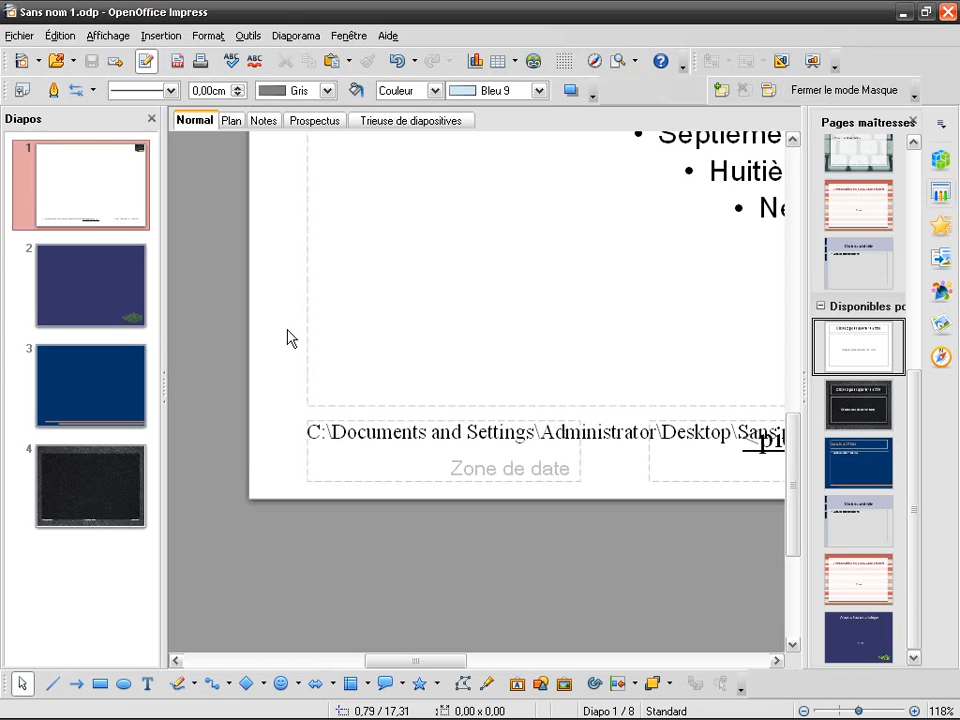 Sans nom 1.odp - OpenOffice Impress
Fichier Édition Affichage Insertion Format Outils Diaporama Fenêtre Aide
0,00cm Gris Couleur Bleu 9 Fermer le mode Masque
Diapos
Normal Plan Notes Prospectus Trieuse de diapositives
Pages maîtresses
1
2
3
4
• Septième
• Huitiè
• Ne
C:\Documents and Settings\Administrator\Desktop\Sans
pi
Zone de date
Disponibles po
0,79 / 17,31 0,00 x 0,00 Diapo 1 / 8 Standard 118%